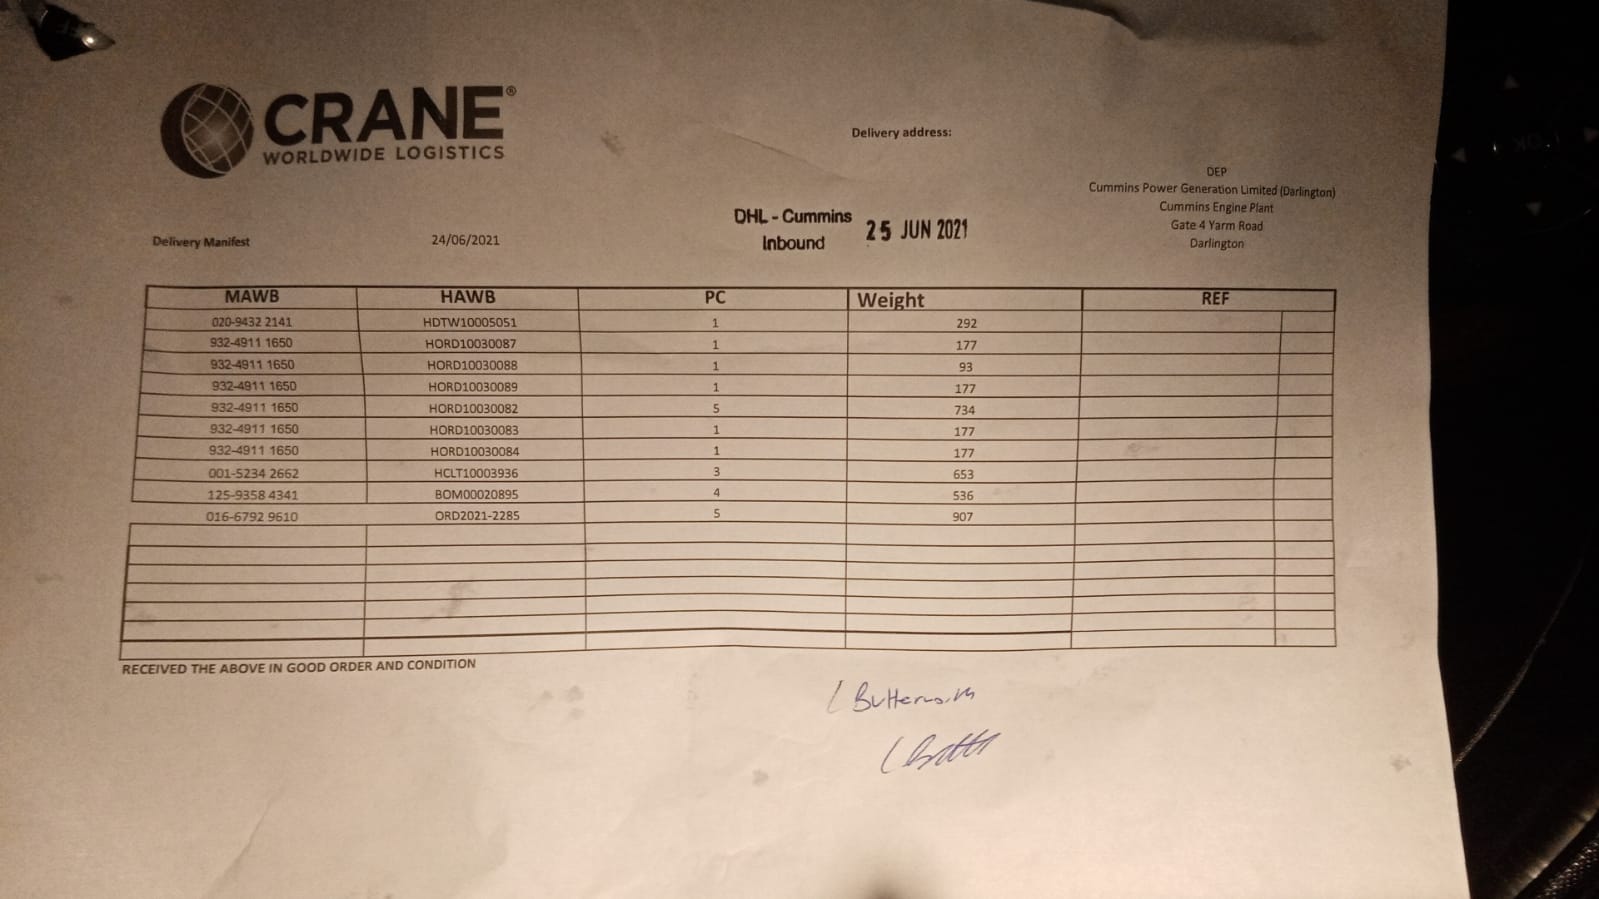 CRANE®
WORLDWIDE LOGISTICS
Delivery address:
DEP
Cummins Power Generation Limited (Darlington)
Cummins Engine Plant
Gate 4 Yarm Road
Darlington
DHL - Cummins
Inbound 25 JUN 2021
Delivery Manifest 24/06/2021
MAWB HAWB PC Weight REF
020-9432 2141 HDTW10005051 1 292
932-4911 1650 HORD10030087 1 177
932-4911 1650 HORD10030088 1 93
932-4911 1650 HORD10030089 1 177
932-4911 1650 HORD10030082 5 734
932-4911 1650 HORD10030083 1 177
932-4911 1650 HORD10030084 1 177
001-5234 2662 HCLT10003936 3 653
125-9358 4341 BOM00020895 4 536
016-6792 9610 ORD2021-2285 5 907
RECEIVED THE ABOVE IN GOOD ORDER AND CONDITION